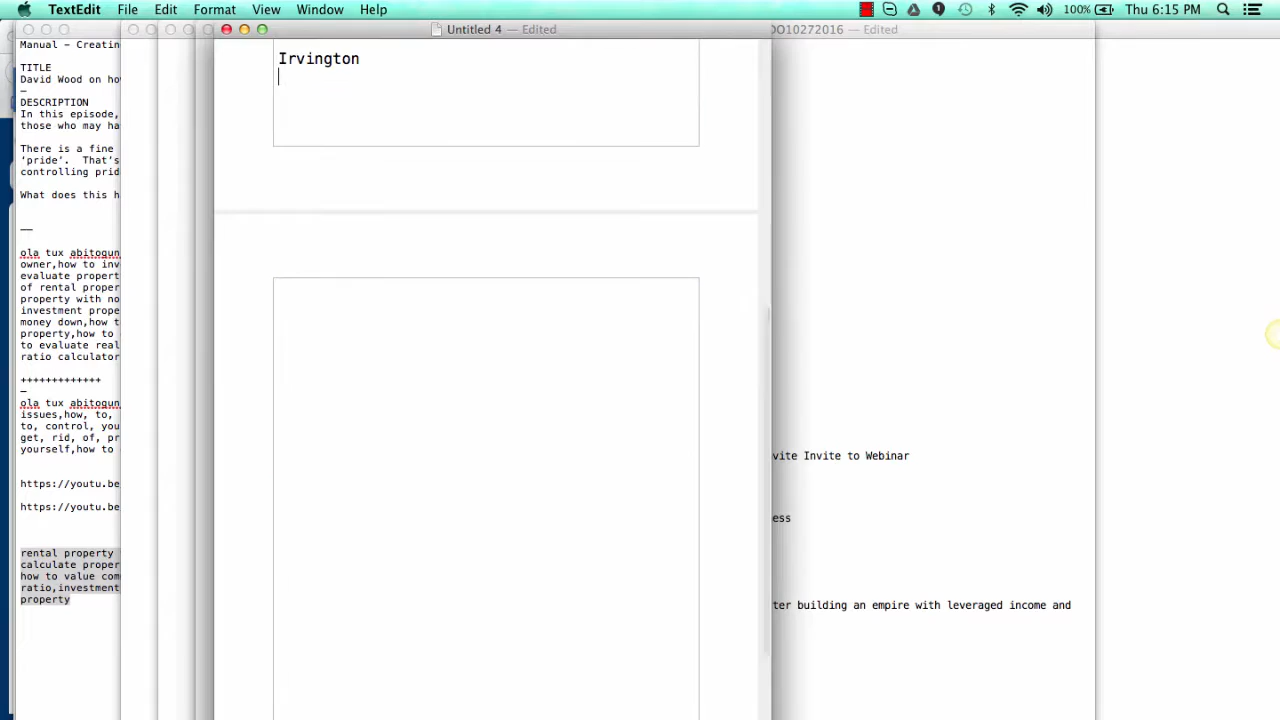 TextEdit File Edit Format View Window Help 100% Thu 6:15 PM
Untitled 4 — Edited
DO10272016 — Edited
Manual – Creatin
TITLE
David Wood on ho
—
DESCRIPTION
In this episode,
those who may ha
There is a fine
‘pride’. That’s
controlling prid
What does this h
——
ola tux abitogun
owner,how to inv
evaluate propert
of rental proper
property with no
investment prope
money down,how t
property,how to
to evaluate real
ratio calculator
+++++++++++++
—
ola tux abitogun
issues,how, to,
to, control, you
get, rid, of, pr
yourself,how to
https://youtu.be
https://youtu.be
rental property
calculate proper
how to value com
ratio,investment
property
Irvington
vite Invite to Webinar
ess
ter building an empire with leveraged income and